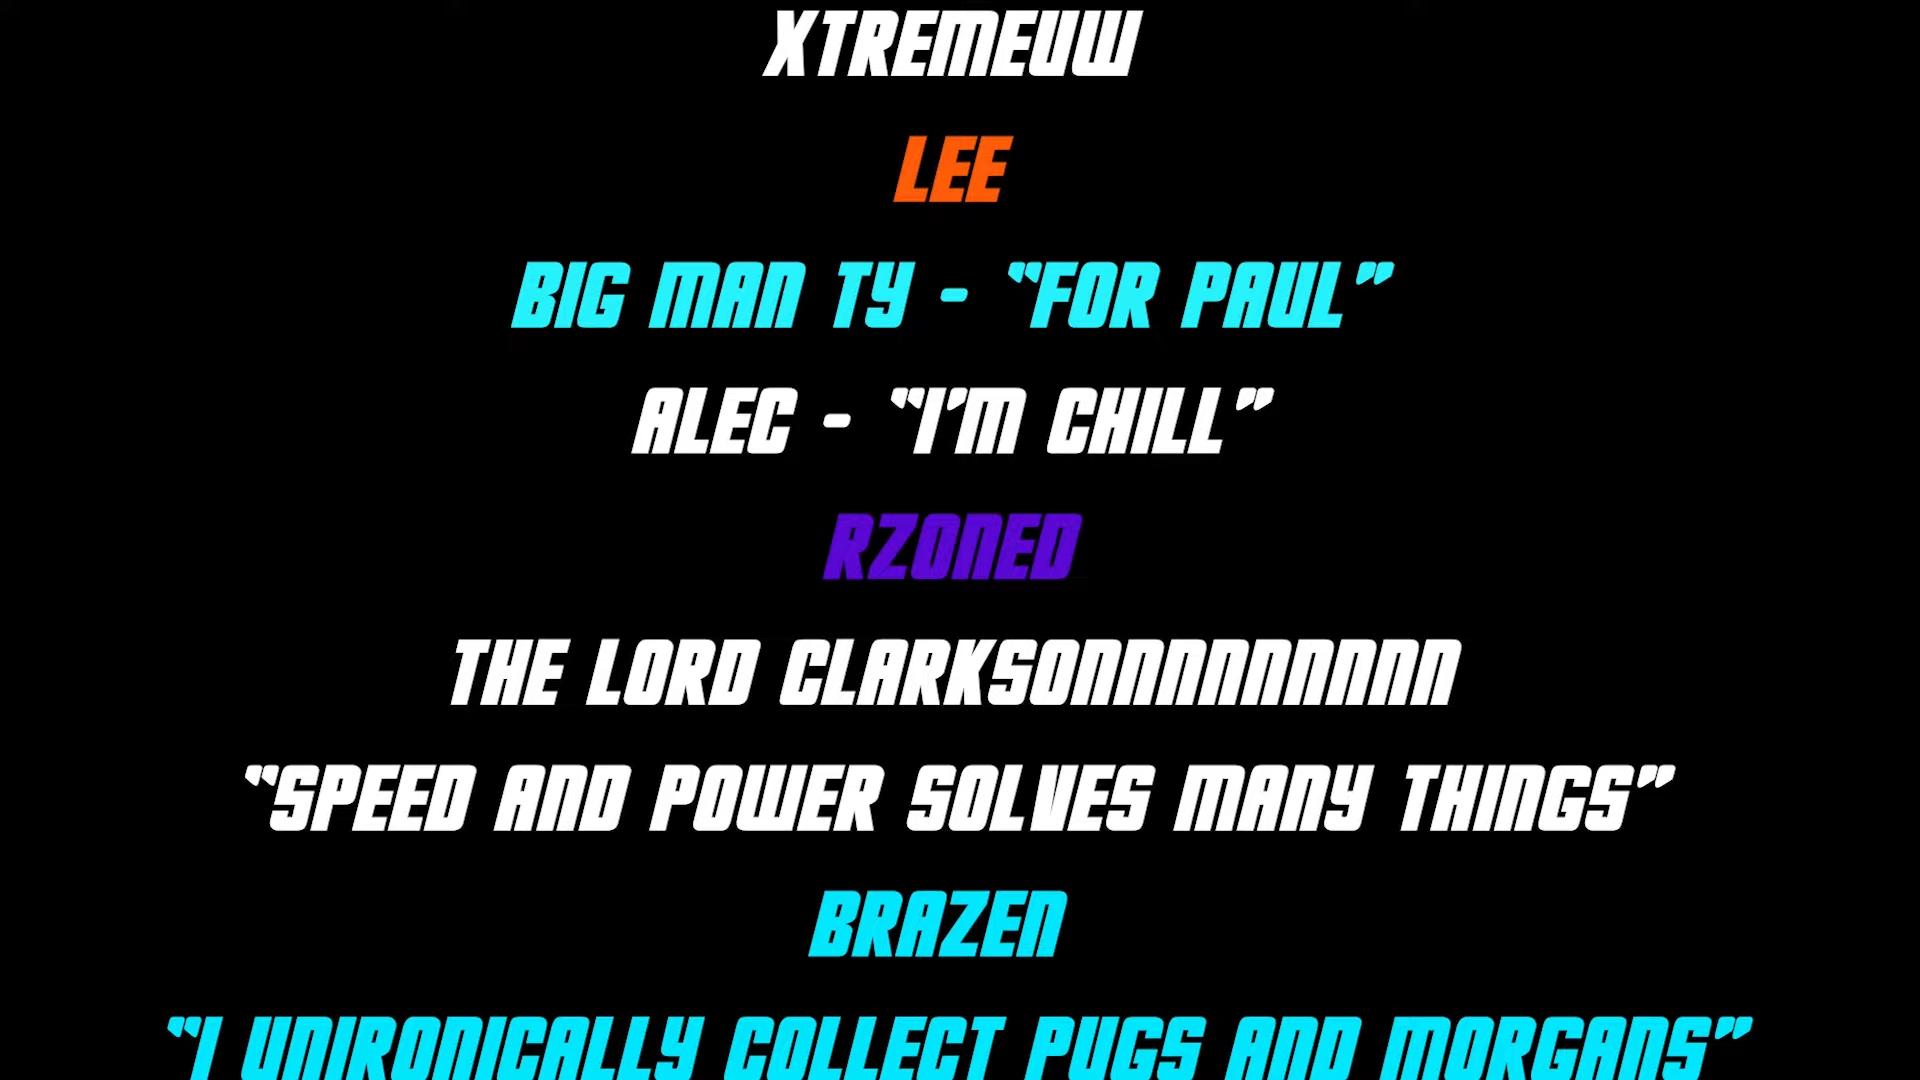 XTREMEUW
LEE
BIG MAN TY - “FOR PAUL”
ALEC - “I’M CHILL”
RZONED
THE LORD CLARKSONNNNNNNNNN
“SPEED AND POWER SOLVES MANY THINGS”
BRAZEN
“I UNIRONICALLY COLLECT PUGS AND MORGANS”